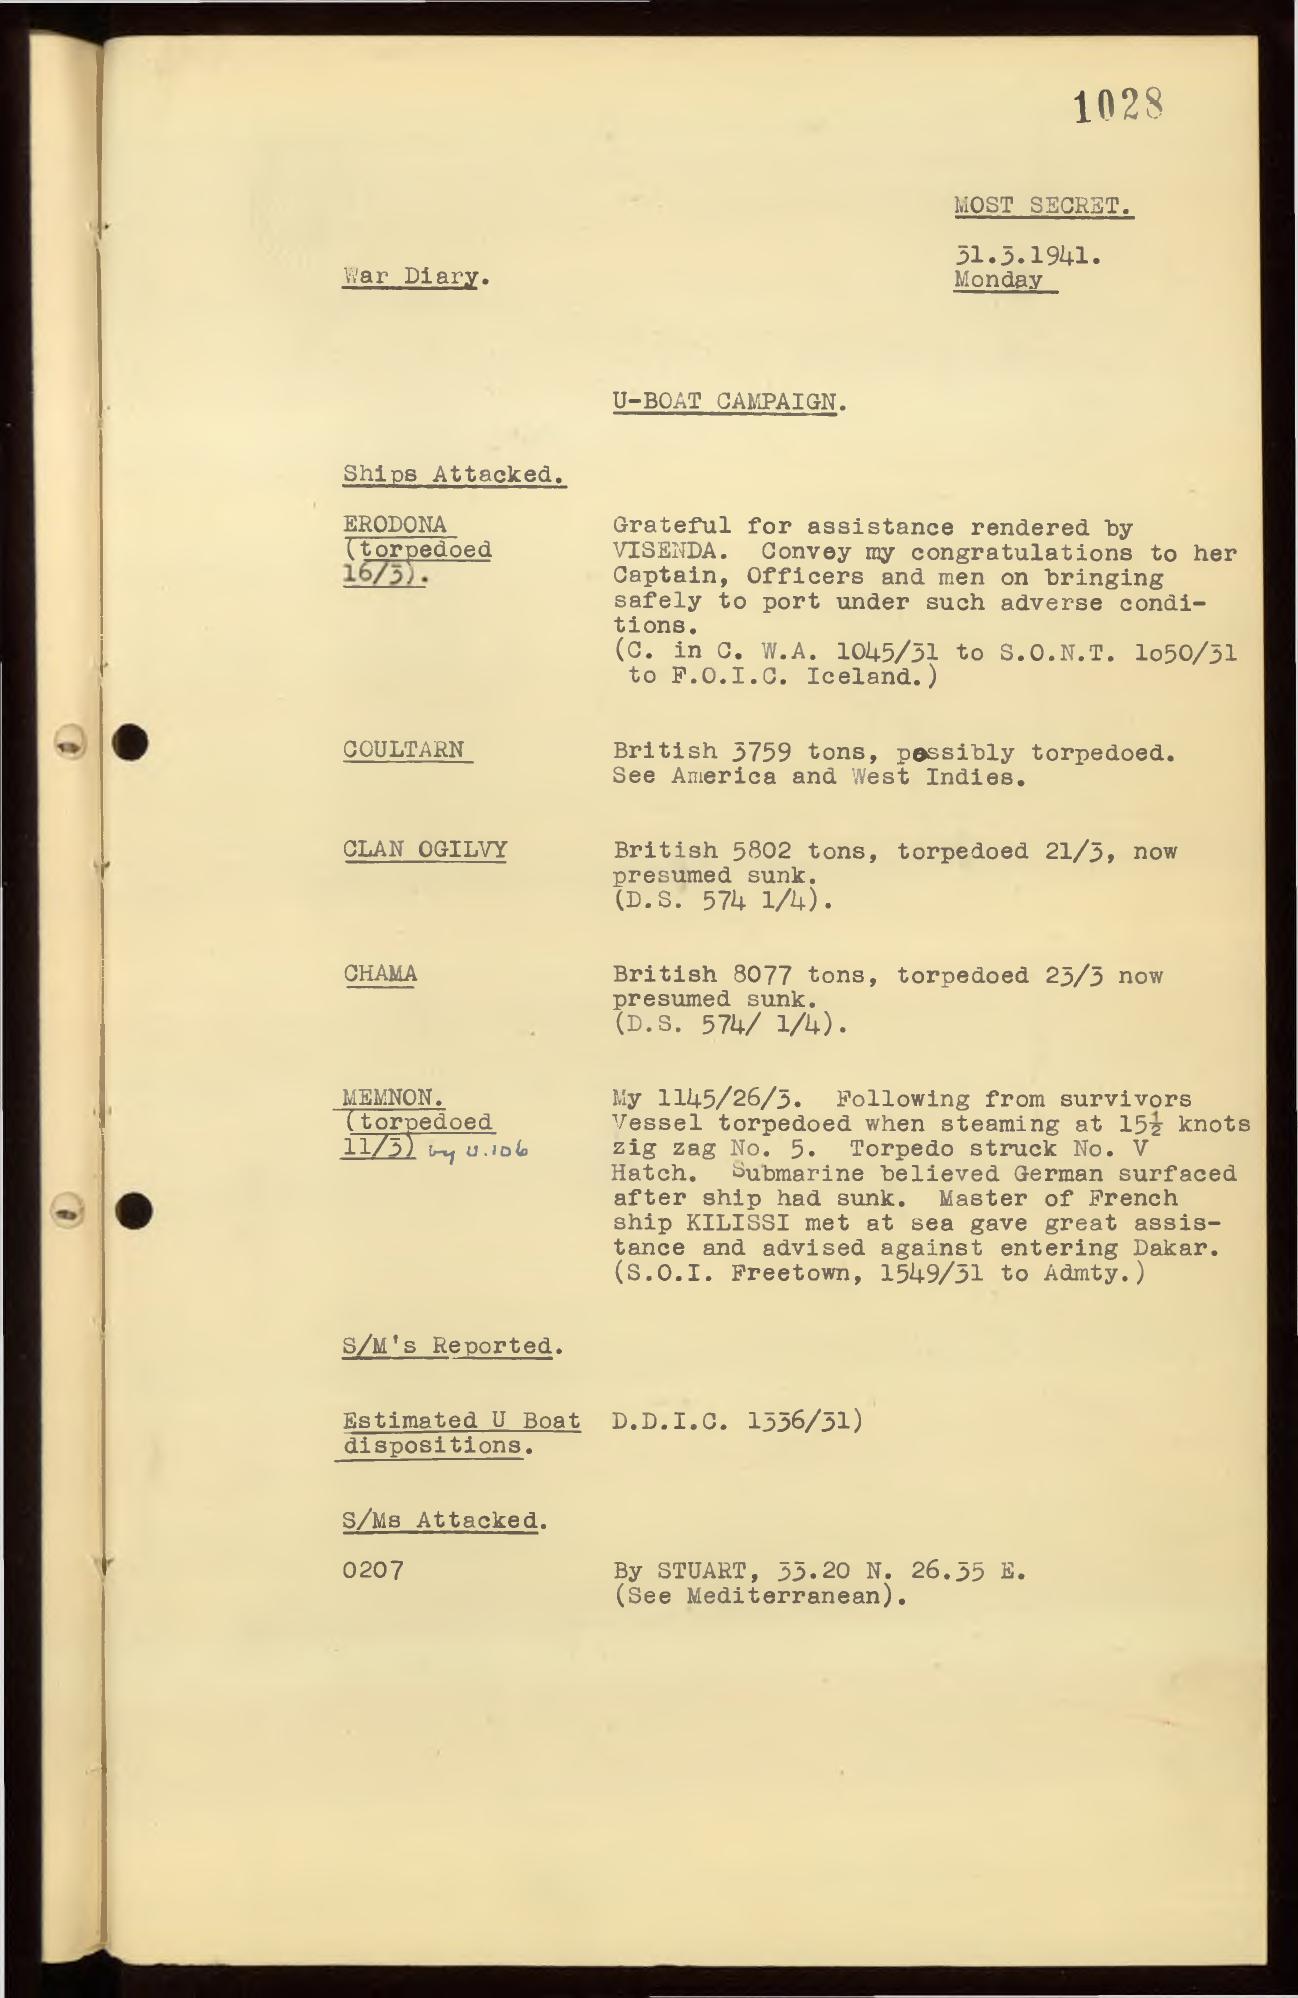 1028
MOST SECRET.
31.3.1941.
War Diary.
Monday
U-BOAT CAMPAIGN.
Ships Attacked.
ERODONA
(torpedoed
16/3).
Grateful for assistance rendered by
VISENDA.  Convey my congratulations to her
Captain, Officers and men on bringing
safely to port under such adverse condi-
tions.
(C. in C. W.A. 1045/31 to S.O.N.T. 1o50/31
to F.O.I.C. Iceland.)
COULTARN
British 3759 tons, possibly torpedoed.
See America and West Indies.
CLAN OGILVY
British 5802 tons, torpedoed 21/3, now
presumed sunk.
(D.S. 574 1/4).
CHAMA
British 8077 tons, torpedoed 23/3 now
presumed sunk.
(D.S. 574/ 1/4).
MEMNON.
(torpedoed
11/3) by U.106
My 1145/26/3.  Following from survivors
Vessel torpedoed when steaming at 15½ knots
zig zag No. 5.  Torpedo struck No. V
Hatch.  Submarine believed German surfaced
after ship had sunk.  Master of French
ship KILISSI met at sea gave great assis-
tance and advised against entering Dakar.
(S.O.I. Freetown, 1549/31 to Admty.)
S/M's Reported.
Estimated U Boat
dispositions.
D.D.I.C. 1336/31)
S/Ms Attacked.
0207
By STUART, 33.20 N. 26.35 E.
(See Mediterranean).